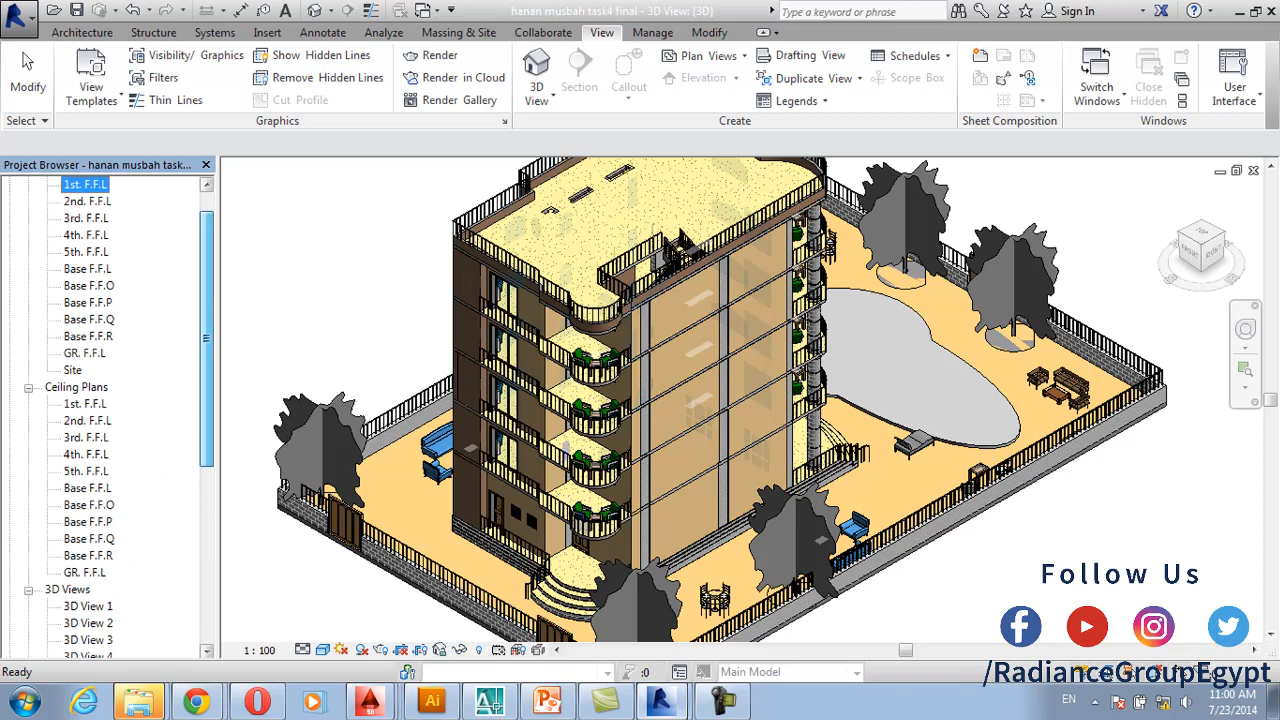 hanan musbah task4 final - 3D View: {3D}
Type a keyword or phrase
Sign In
Architecture Structure Systems Insert Annotate Analyze Massing & Site Collaborate View Manage Modify
Modify
View Templates
Visibility/ Graphics
Filters
Thin Lines
Show Hidden Lines
Remove Hidden Lines
Cut Profile
Render
Render in Cloud
Render Gallery
3D View
Section
Callout
Plan Views
Elevation
Drafting View
Duplicate View
Legends
Schedules
Scope Box
Switch Windows
Close Hidden
User Interface
Select
Graphics
Create
Sheet Composition
Windows
Project Browser - hanan musbah task...
1st. F.F.L
2nd. F.F.L
3rd. F.F.L
4th. F.F.L
5th. F.F.L
Base F.F.L
Base F.F.O
Base F.F.P
Base F.F.Q
Base F.F.R
GR. F.F.L
Site
Ceiling Plans
1st. F.F.L
2nd. F.F.L
3rd. F.F.L
4th. F.F.L
5th. F.F.L
Base F.F.L
Base F.F.O
Base F.F.P
Base F.F.Q
Base F.F.R
GR. F.F.L
3D Views
3D View 1
3D View 2
3D View 3
3D View 4
1 : 100
Follow Us
/RadianceGroupEgypt
Ready
:0
Main Model
EN
11:00 AM
7/23/2014